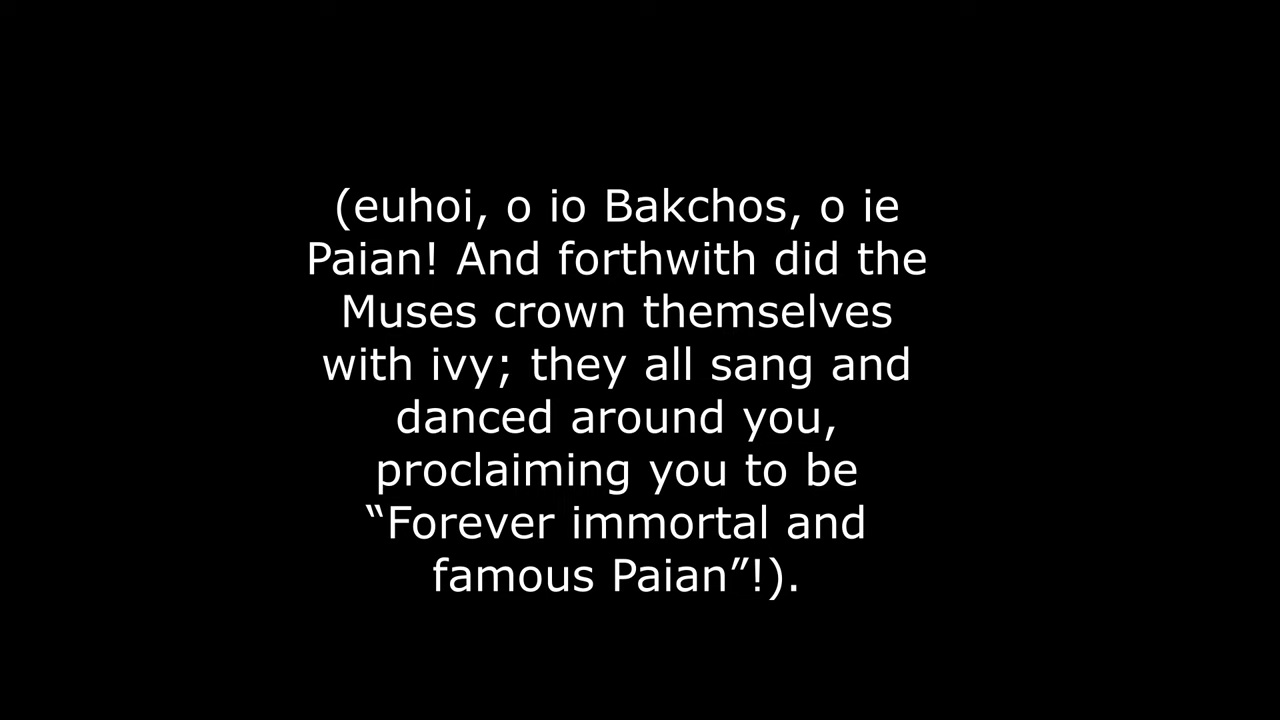 (euhoi, o io Bakchos, o ie
Paian! And forthwith did the
Muses crown themselves
with ivy; they all sang and
danced around you,
proclaiming you to be
“Forever immortal and
famous Paian”!).